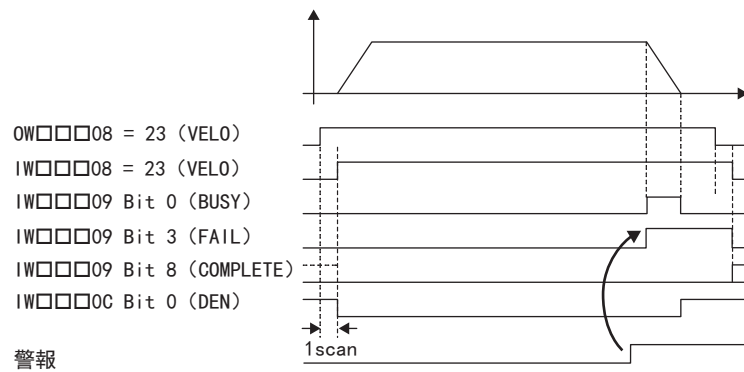 OW□□□08 = 23 (VELO)
IW□□□08 = 23 (VELO)
IW□□□09 Bit 0 (BUSY)
IW□□□09 Bit 3 (FAIL)
IW□□□09 Bit 8 (COMPLETE)
IW□□□0C Bit 0 (DEN)
1scan
警報